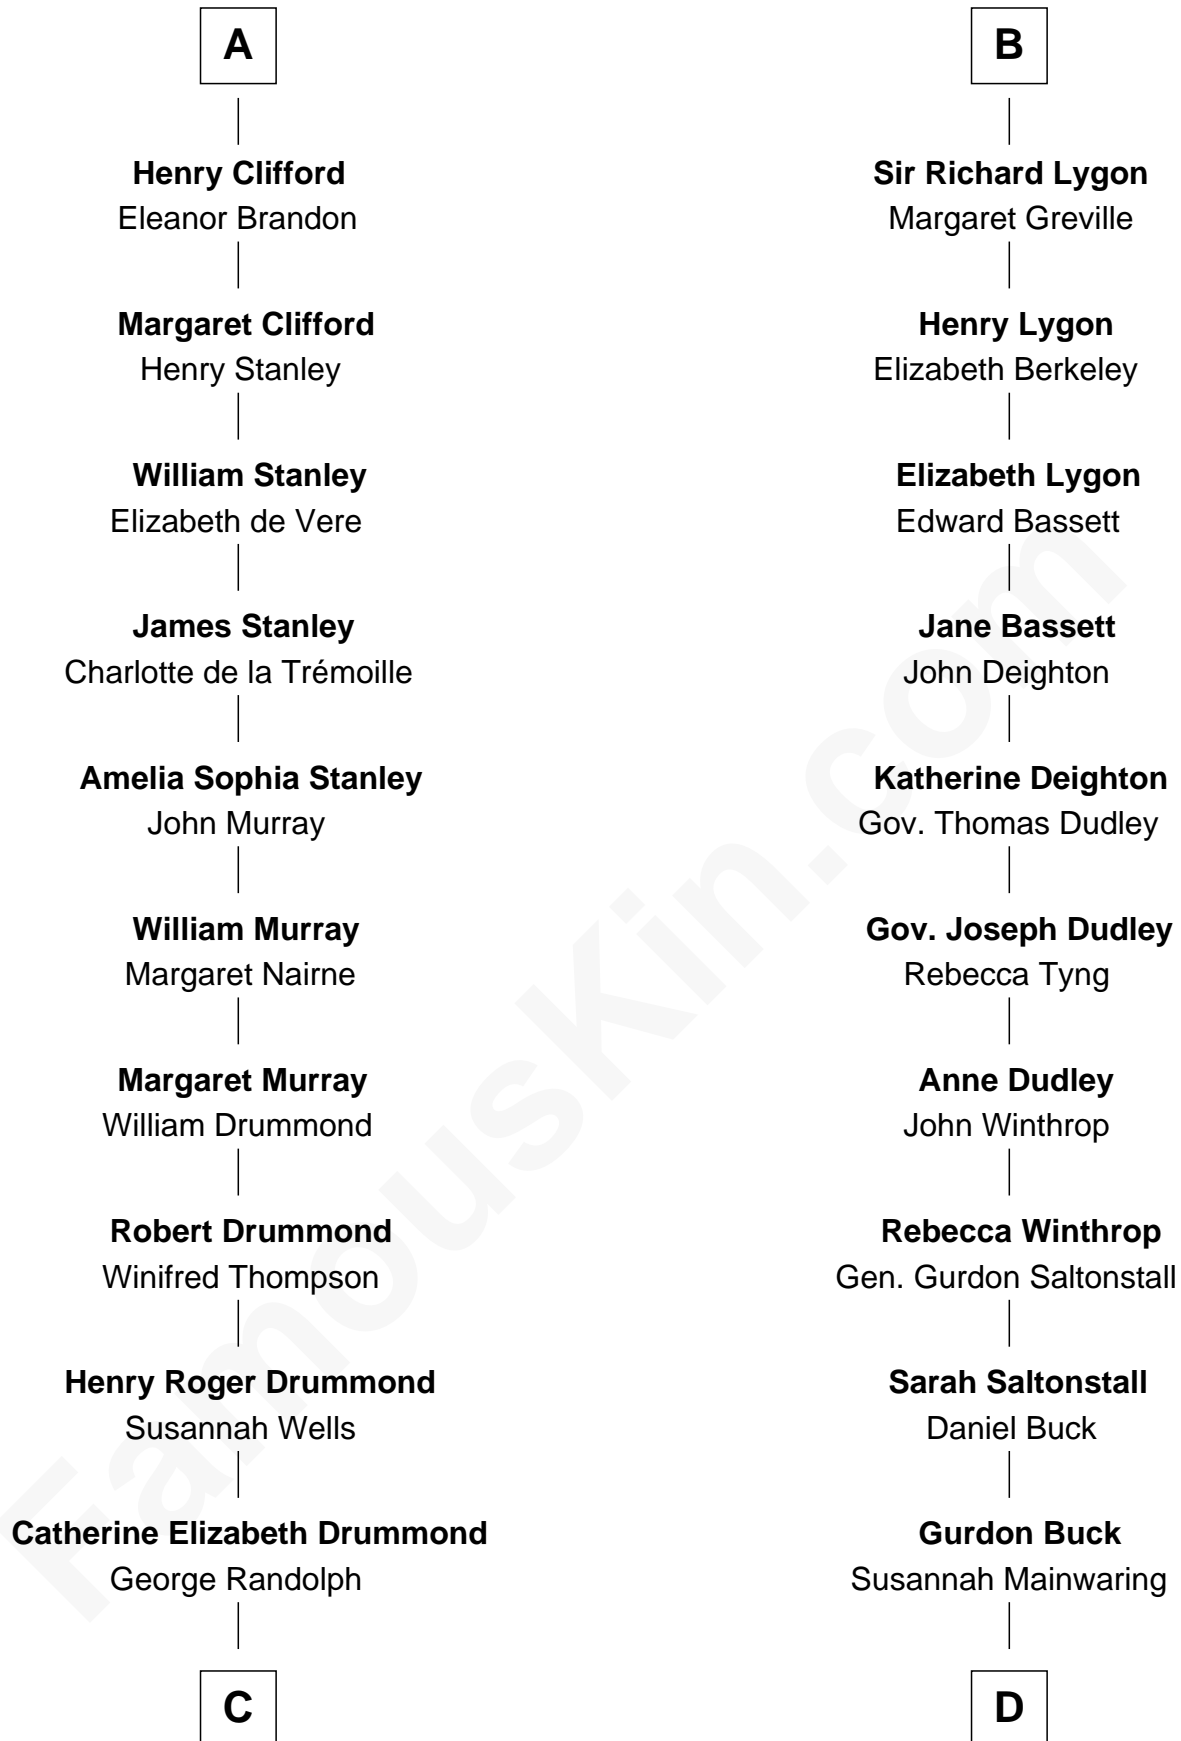 A
Henry Clifford
Eleanor Brandon
Margaret Clifford
Henry Stanley
William Stanley
Elizabeth de Vere
James Stanley
Charlotte de la Trémoille
Amelia Sophia Stanley
John Murray
William Murray
Margaret Nairne
Margaret Murray
William Drummond
Robert Drummond
Winifred Thompson
Henry Roger Drummond
Susannah Wells
Catherine Elizabeth Drummond
George Randolph
C
B
Sir Richard Lygon
Margaret Greville
Henry Lygon
Elizabeth Berkeley
Elizabeth Lygon
Edward Bassett
Jane Bassett
John Deighton
Katherine Deighton
Gov. Thomas Dudley
Gov. Joseph Dudley
Rebecca Tyng
Anne Dudley
John Winthrop
Rebecca Winthrop
Gen. Gurdon Saltonstall
Sarah Saltonstall
Daniel Buck
Gurdon Buck
Susannah Mainwaring
D
FamousKin.com